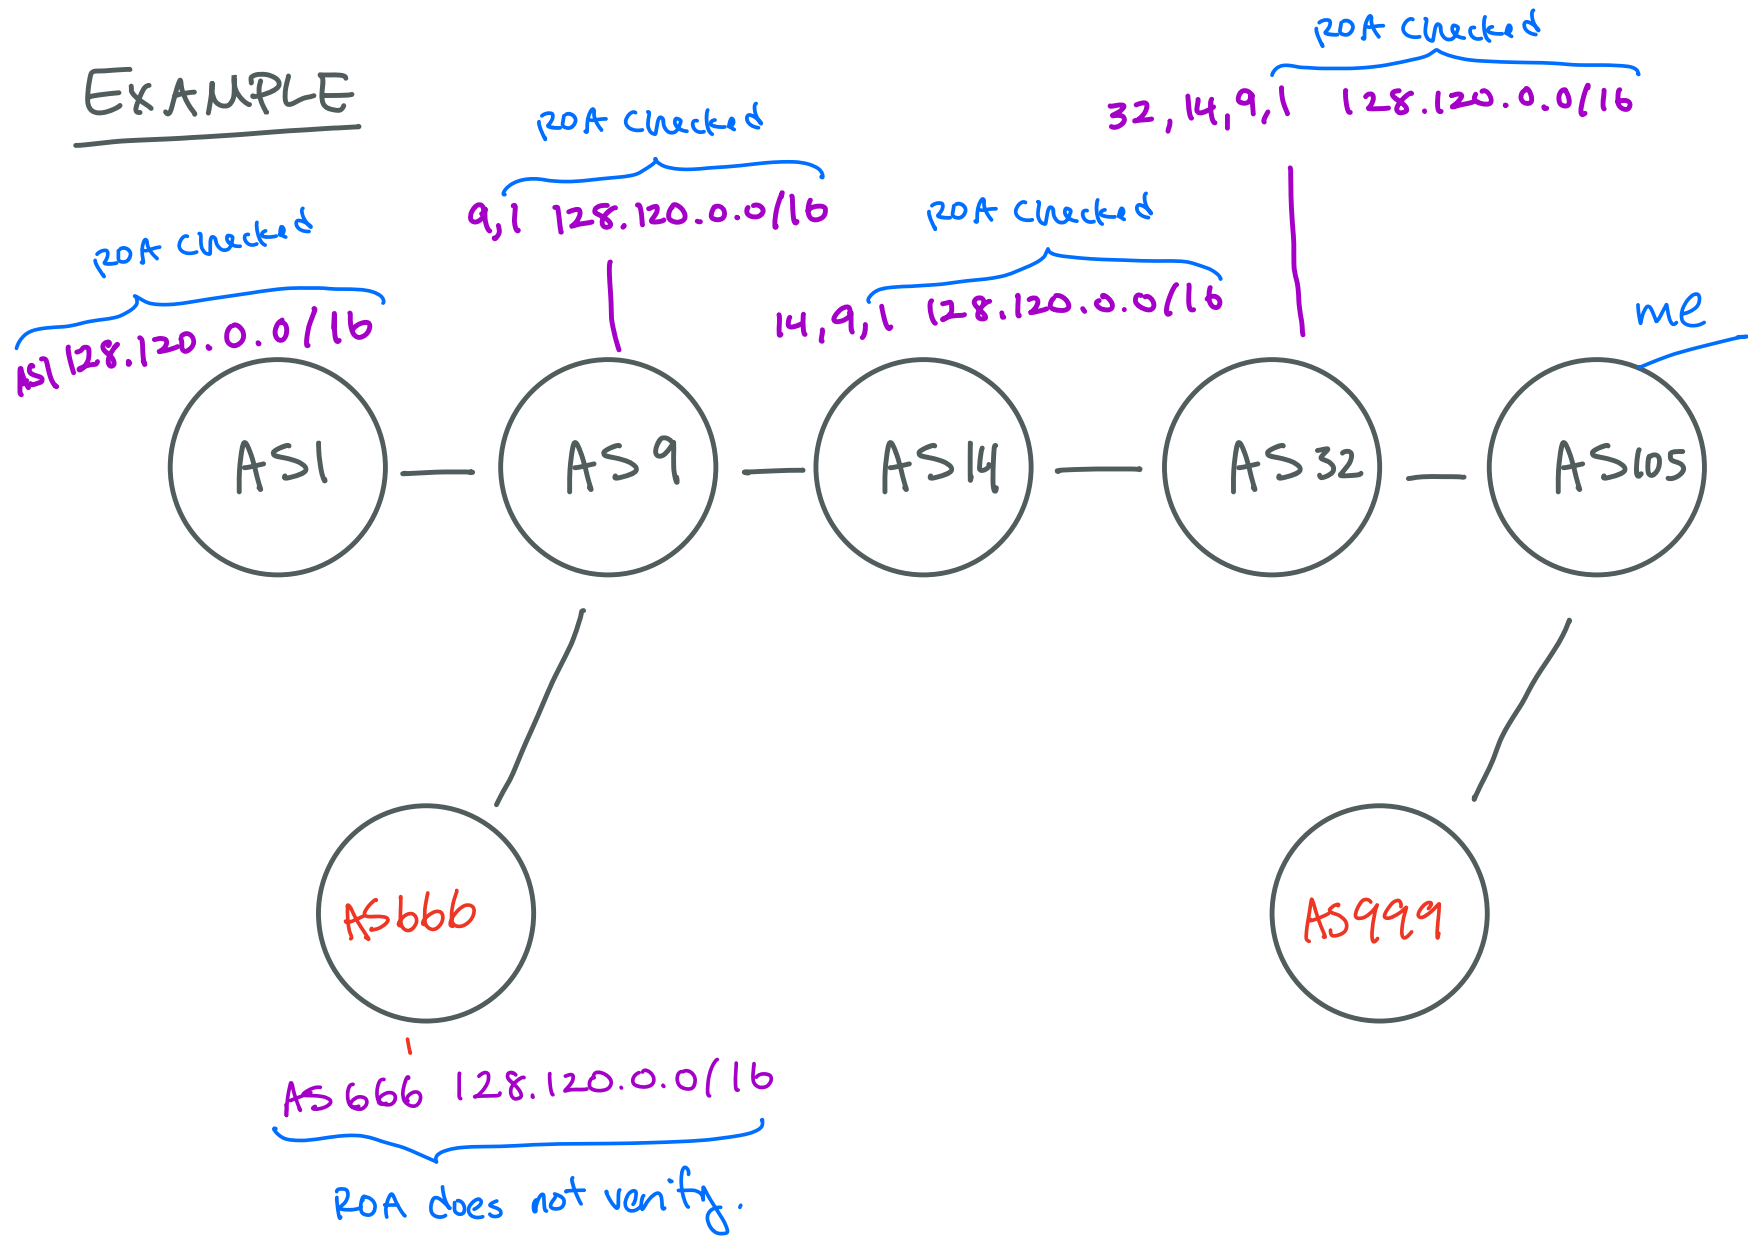 EXAMPLE
ROA Checked
32, 14, 9, 1 128.120.0.0/16
ROA Checked
9, 1 128.120.0.0/16
ROA Checked
14, 9, 1 128.120.0.0/16
ROA Checked
AS1 128.120.0.0/16
me
AS1
AS9
AS14
AS32
AS105
AS666
AS999
AS666 128.120.0.0/16
ROA does not verify.